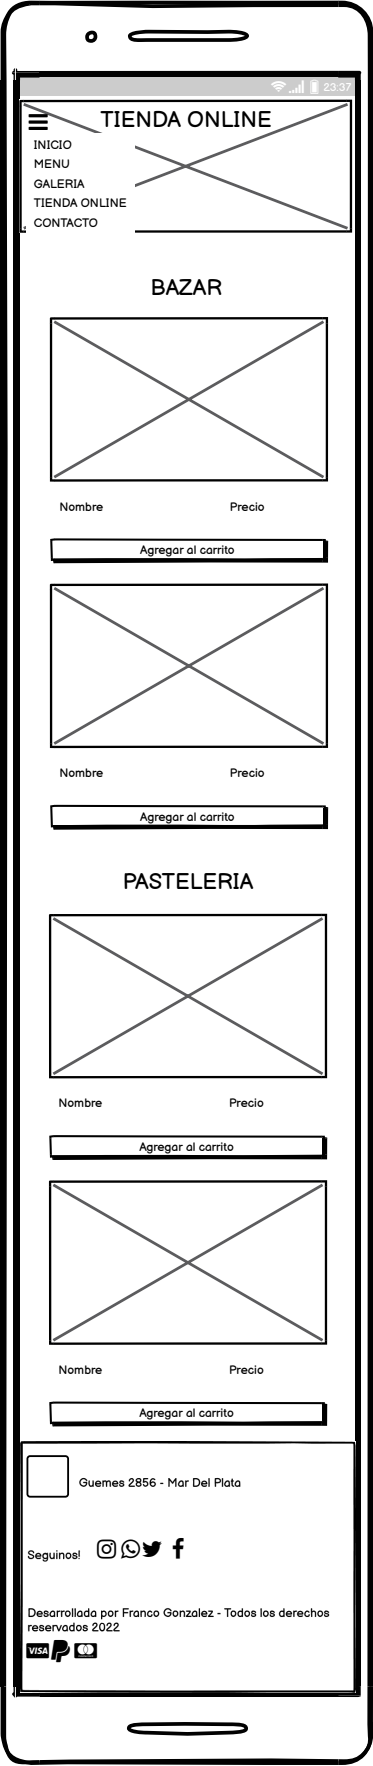 23:37
TIENDA ONLINE
INICIO
MENU
GALERIA
TIENDA ONLINE
CONTACTO
BAZAR
Nombre Precio
Agregar al carrito
Nombre Precio
Agregar al carrito
PASTELERIA
Nombre Precio
Agregar al carrito
Nombre Precio
Agregar al carrito
Guemes 2856 - Mar Del Plata
Seguinos!
Desarrollada por Franco Gonzalez - Todos los derechos
reservados 2022
VISA